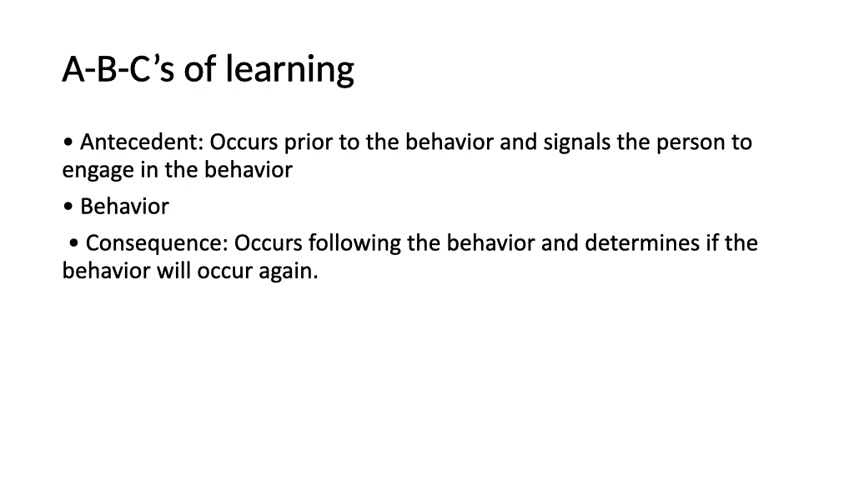 A-B-C’s of learning
• Antecedent: Occurs prior to the behavior and signals the person to
engage in the behavior
• Behavior
• Consequence: Occurs following the behavior and determines if the
behavior will occur again.